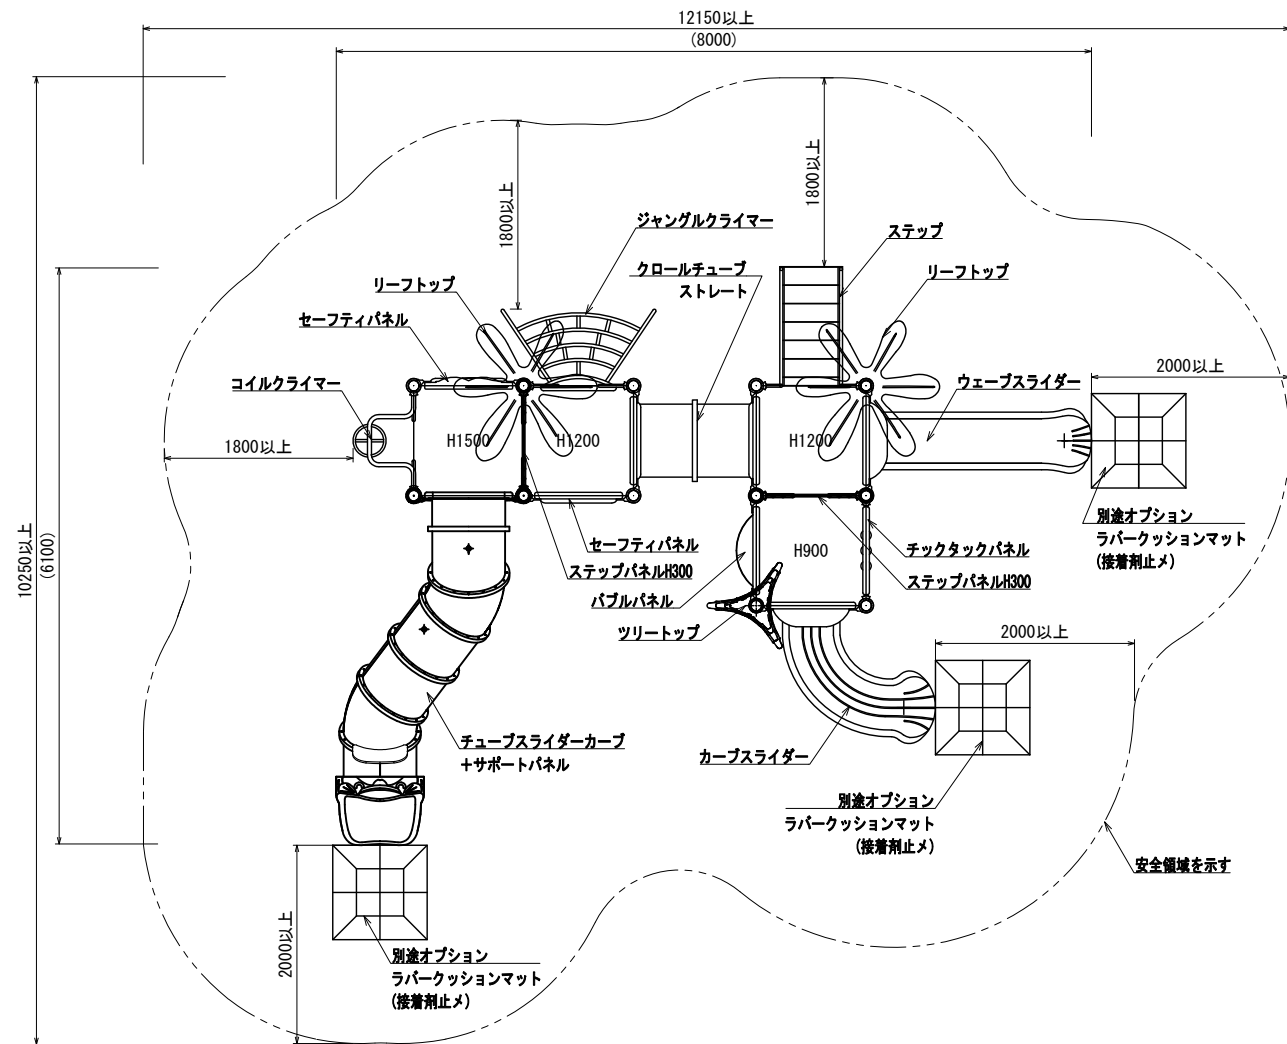 12150以上
(8000)
1800以上
1800以上
ジャングルクライマー
ステップ
クロールチューブ
ストレート
リーフトップ
リーフトップ
セーフティパネル
コイルクライマー
ウェーブスライダー
2000以上
H1500
H1200
H1200
1800以上
10250以上
(6100)
別途オプション
ラバークッションマット
(接着剤止メ)
セーフティパネル
H900
チックタックパネル
ステップパネルH300
ステップパネルH300
バブルパネル
ツリートップ
2000以上
チューブスライダーカーブ
+サポートパネル
カーブスライダー
別途オプション
ラバークッションマット
(接着剤止メ)
安全領域を示す
2000以上
別途オプション
ラバークッションマット
(接着剤止メ)